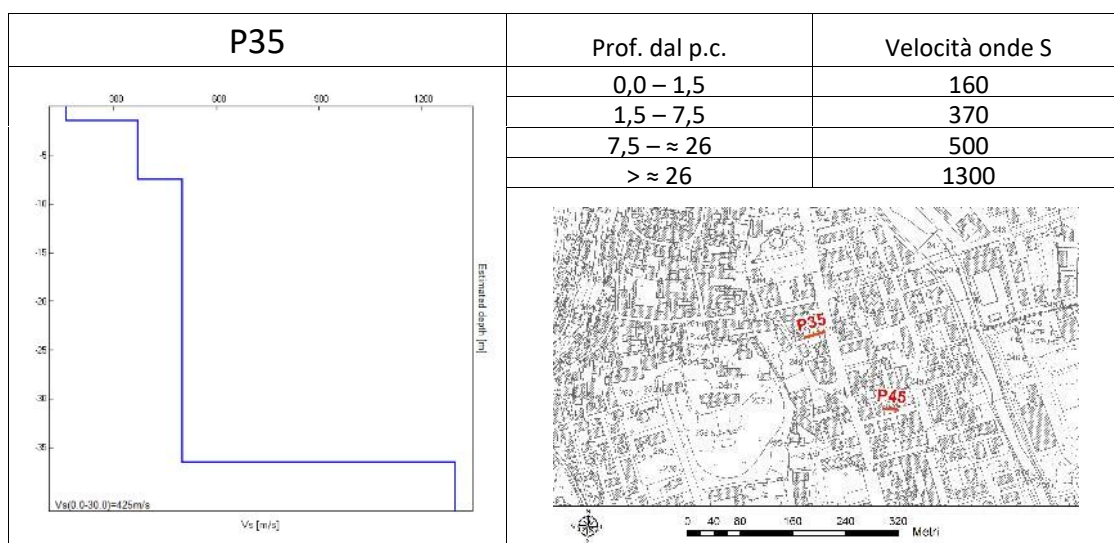 P35
Prof. dal p.c. Velocità onde S
0,0 – 1,5 160
1,5 – 7,5 370
7,5 – ≈ 26 500
> ≈ 26 1300
300 600 900 1200
-5
-10
-15
-20
-25
-30
-35
Estimated depth [m]
Vs(0.0-30.0)=425m/s
Vs [m/s]
P35
P45
0 40 80 160 240 320
Metri